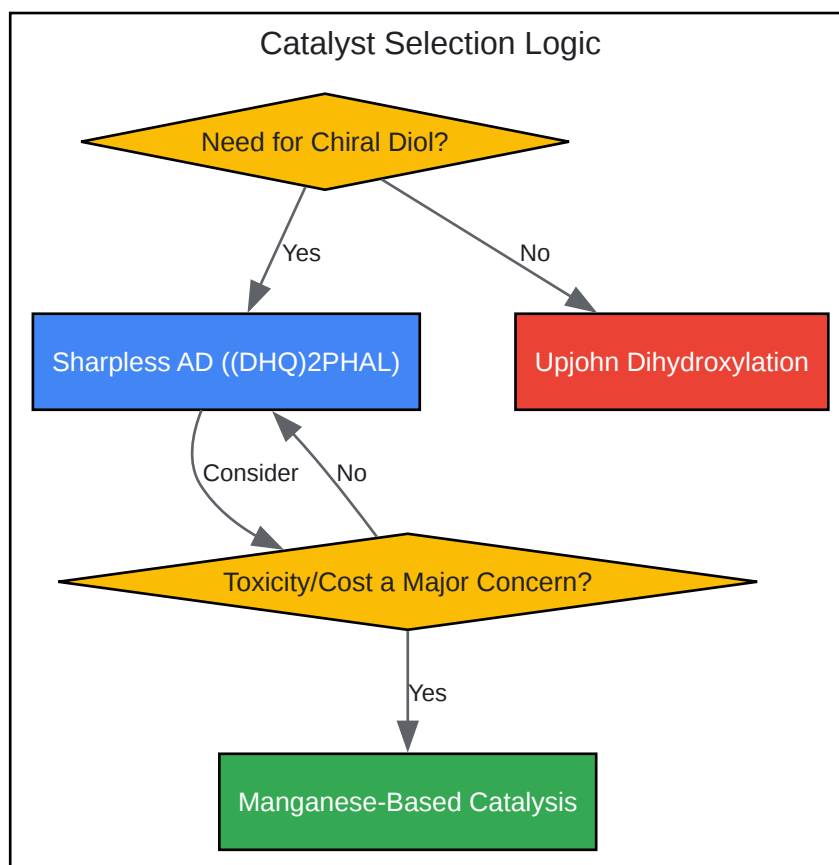 Catalyst Selection Logic
Need for Chiral Diol?
Yes
No
Sharpless AD ((DHQ)2PHAL)
Upjohn Dihydroxylation
Consider
No
Toxicity/Cost a Major Concern?
Yes
Manganese-Based Catalysis